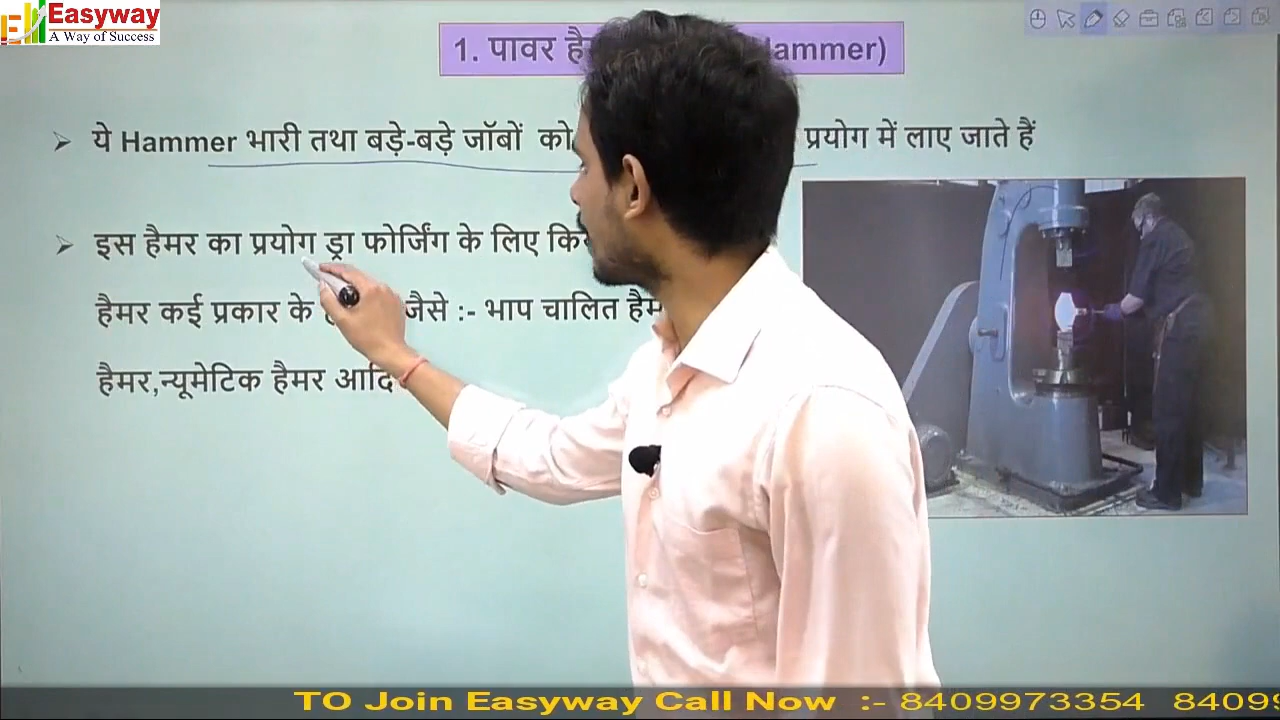 Easyway
A Way of Success
1. पावर ammer)
ये Hammer भारी तथा बड़े-बड़े जॉबों को प्रयोग में लाए जाते हैं
इस हैमर का प्रयोग ड्रा फोर्जिंग के लिए
हैमर कई प्रकार के जैसे :- भाप चालित
हैमर,न्यूमेटिक हैमर आदि
TO Join Easyway Call Now :- 8409973354 8409